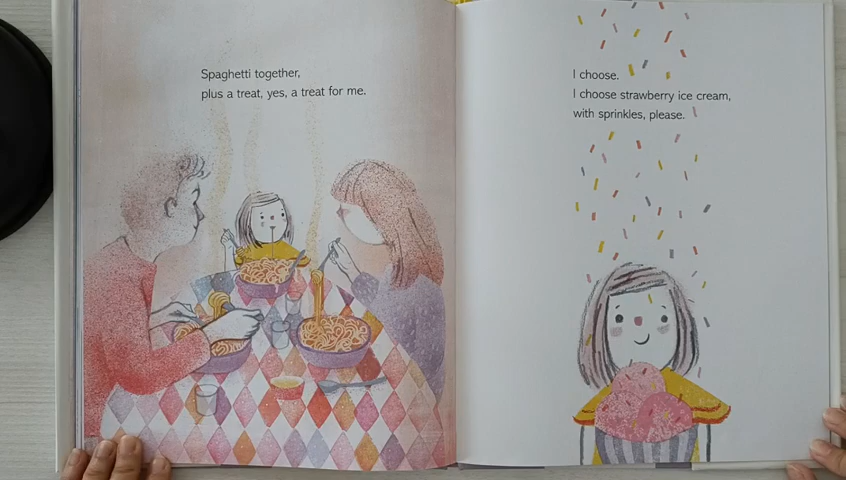 Spaghetti together,
plus a treat, yes, a treat for me.
I choose.
I choose strawberry ice cream,
with sprinkles, please.